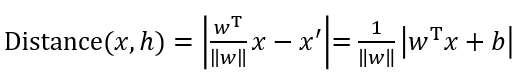 Distance(x, h) = |w^T/‖w‖ x − x′| = 1/‖w‖ |w^T x + b|